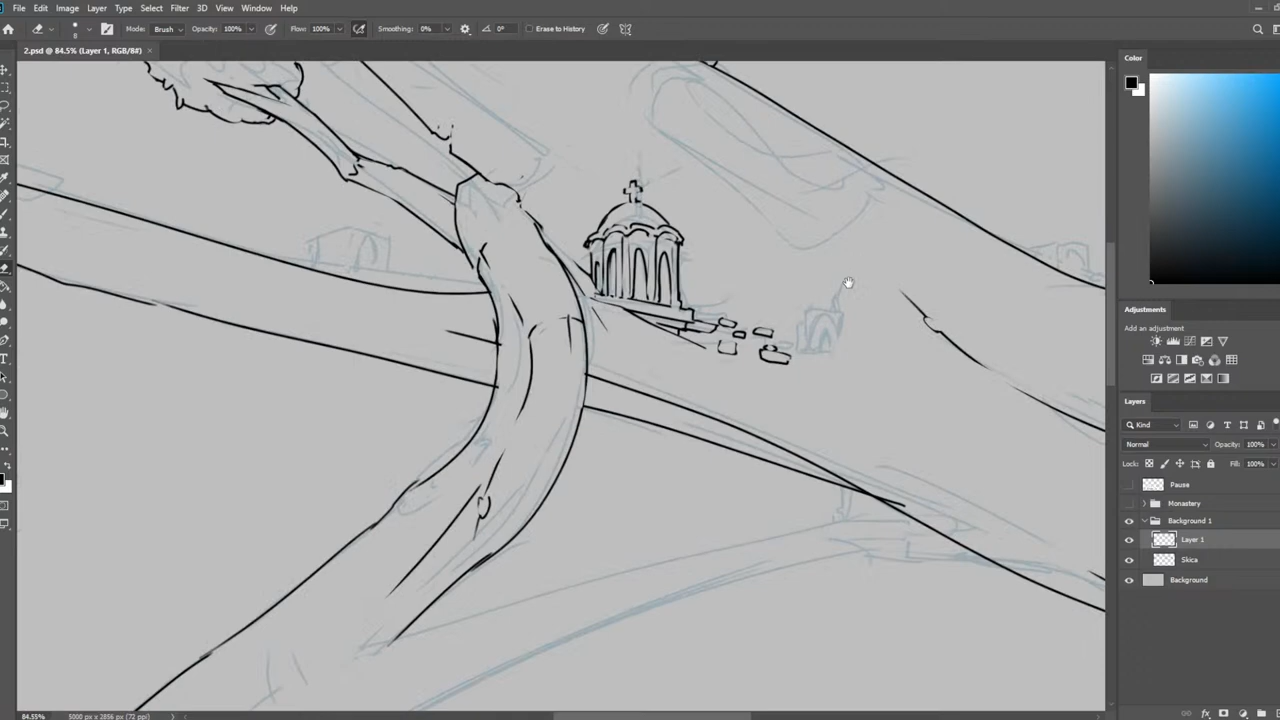 File Edit Image Layer Type Select Filter 3D View Window Help
8 Mode: Brush Opacity: 100% Flow: 100% Smoothing: 0% 0° Erase to History
2.psd @ 84.5% (Layer 1, RGB/8#) ×
Color
Adjustments
Add an adjustment
Layers
Kind
Normal Opacity: 100%
Lock: Fill: 100%
Pause
Monastery
Background 1
Layer 1
Skica
Background
84.55% 5000 px x 2856 px (72 ppi)